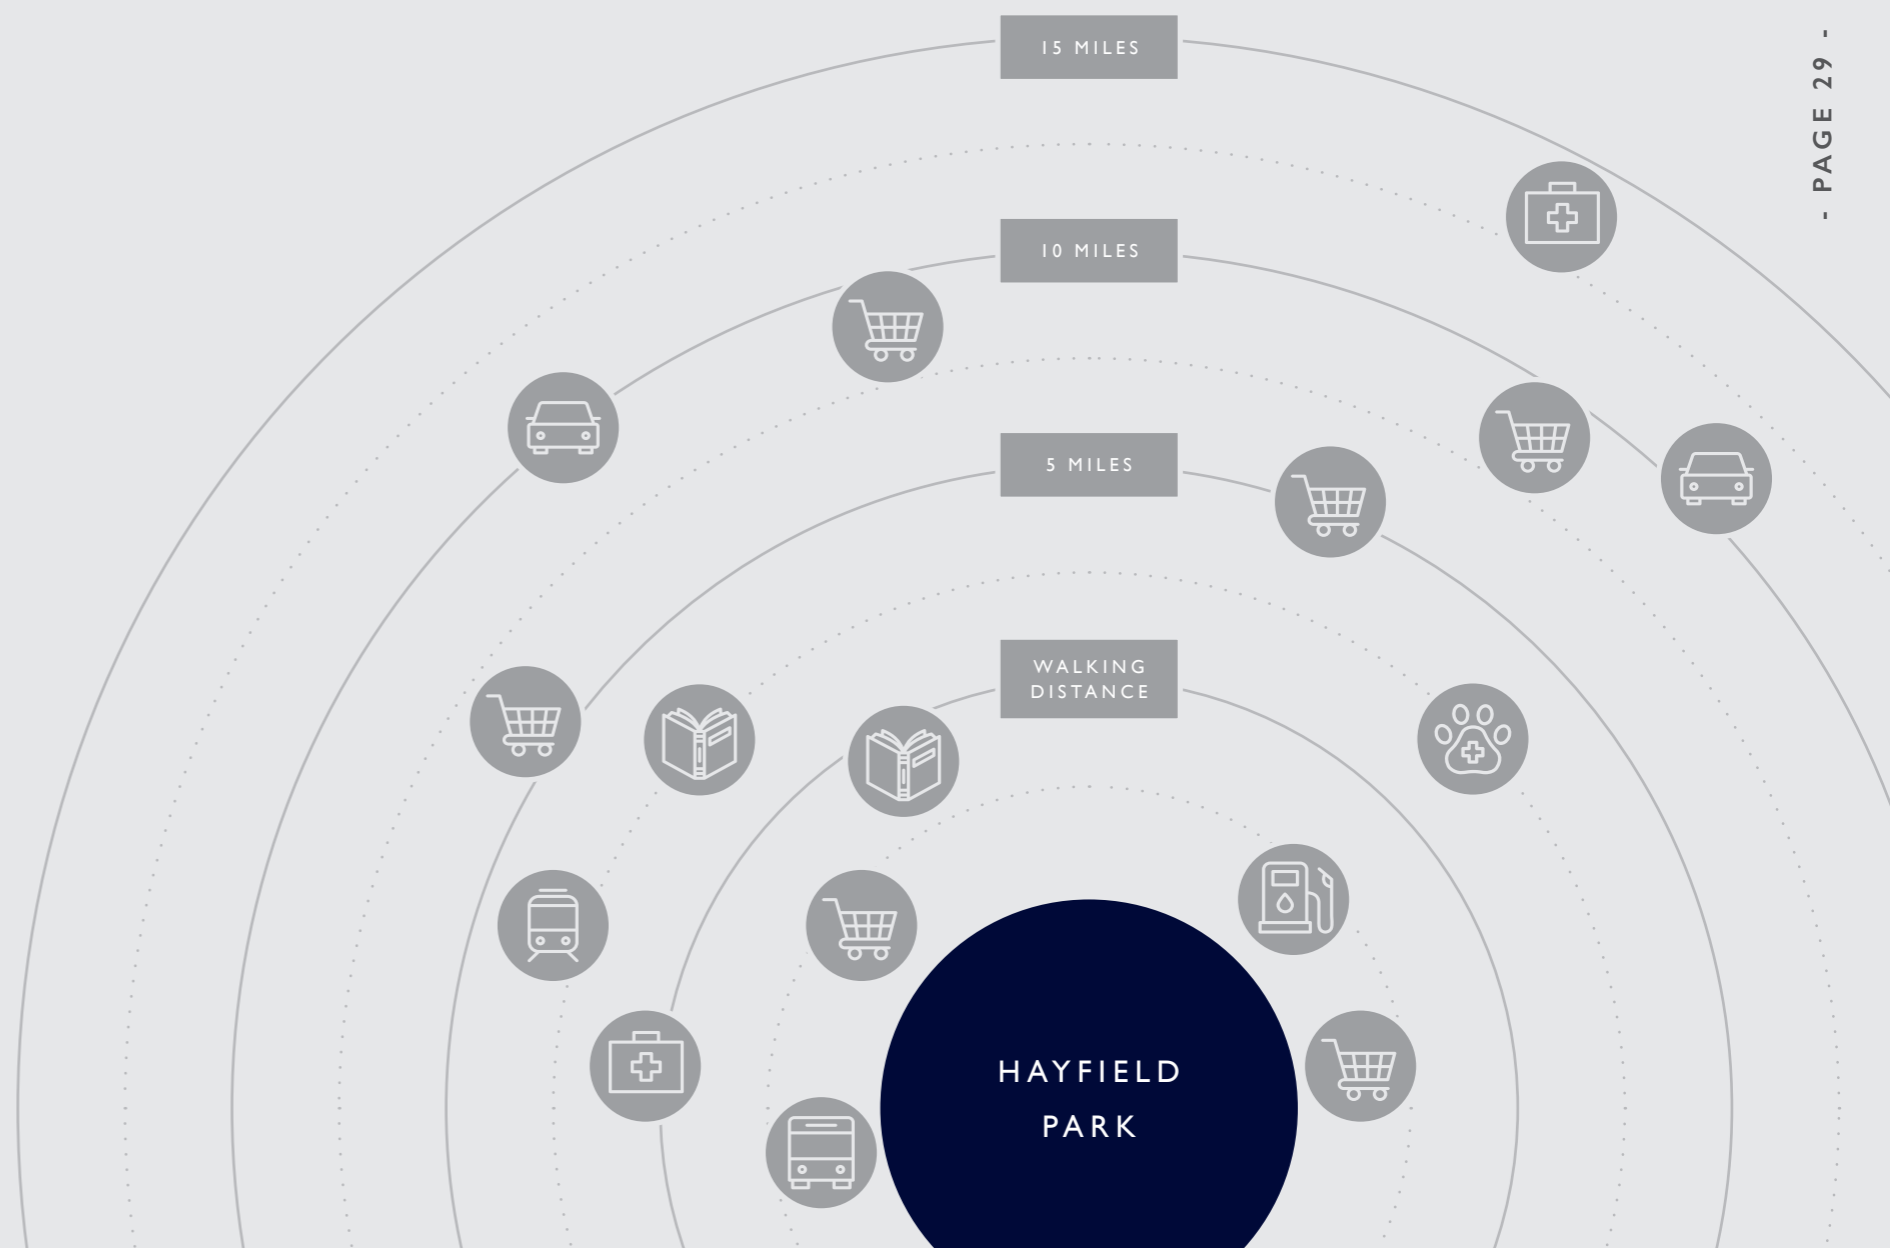 15 MILES
- PAGE 29 -
10 MILES
5 MILES
WALKING
DISTANCE
HAYFIELD
PARK